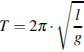 T = 2π · √(l/g)